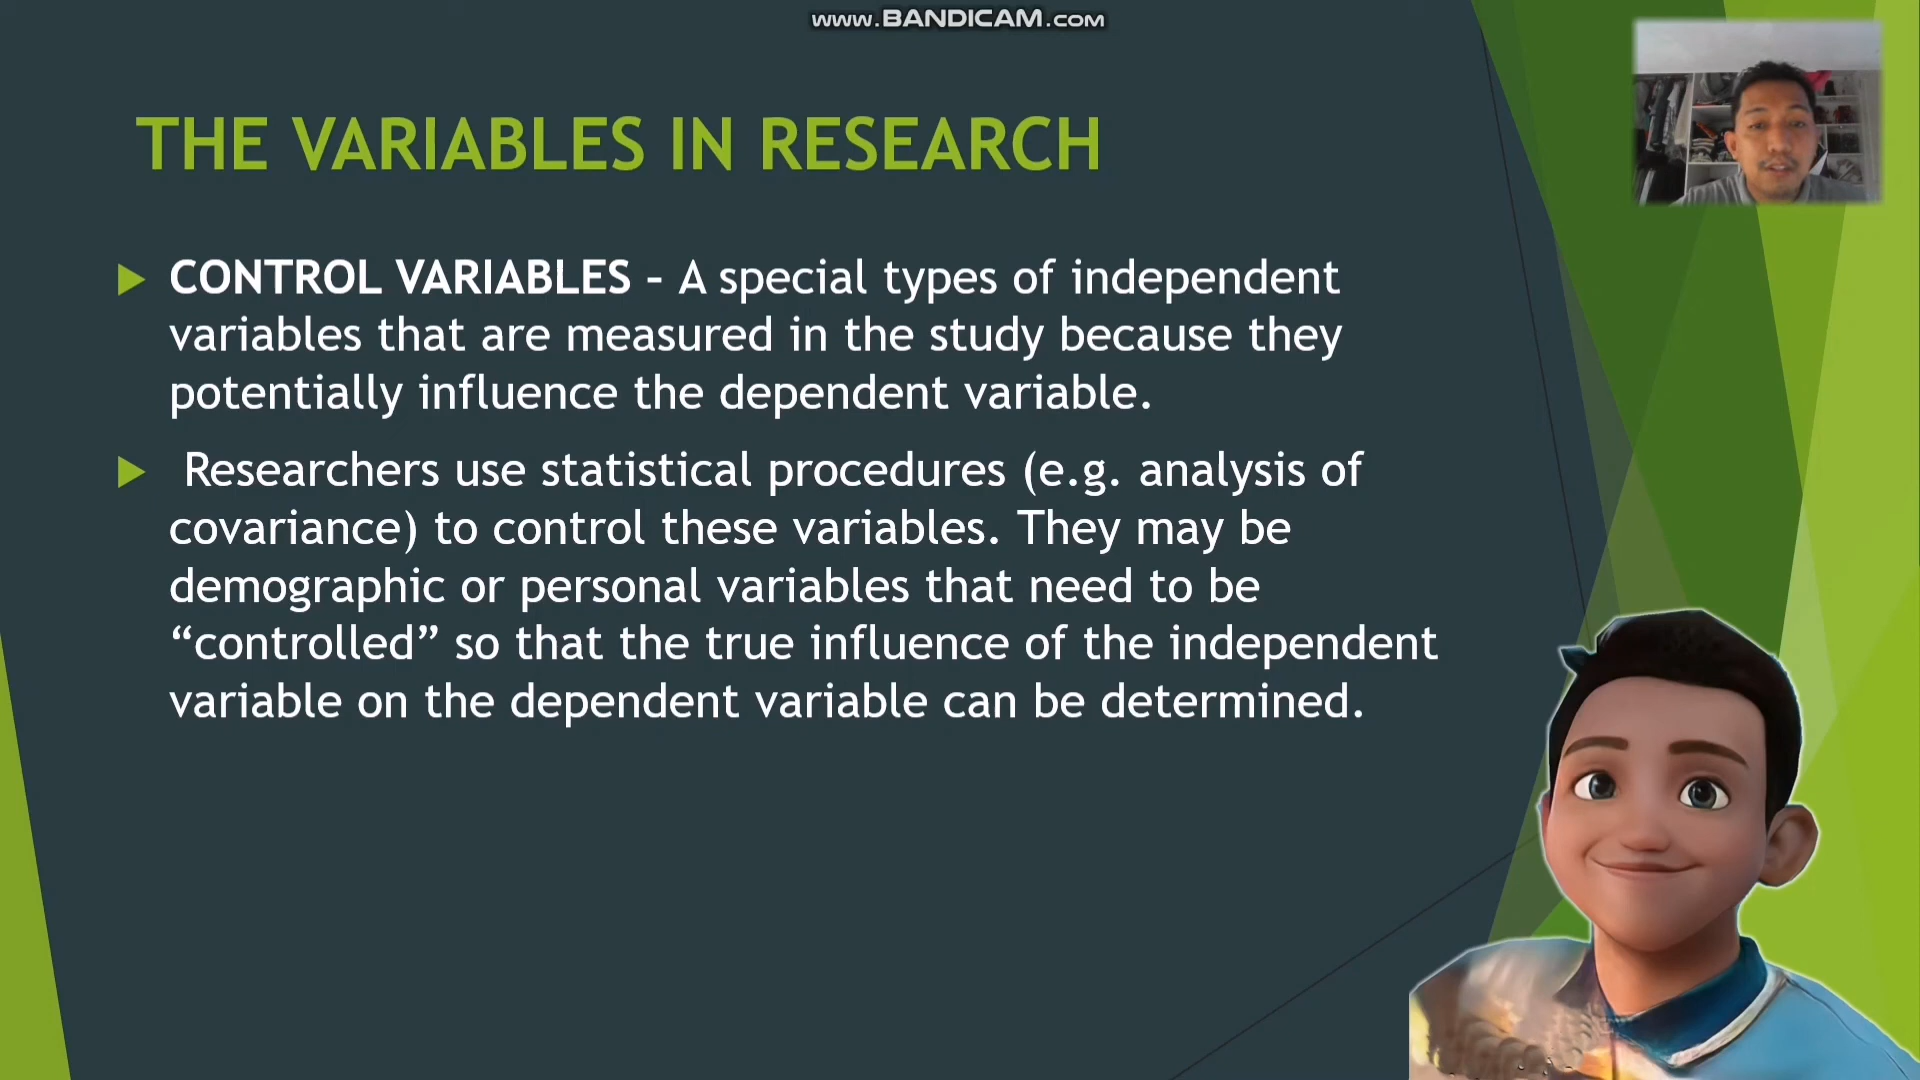 www.BANDICAM.com
THE VARIABLES IN RESEARCH
CONTROL VARIABLES – A special types of independent
variables that are measured in the study because they
potentially influence the dependent variable.
Researchers use statistical procedures (e.g. analysis of
covariance) to control these variables. They may be
demographic or personal variables that need to be
“controlled” so that the true influence of the independent
variable on the dependent variable can be determined.